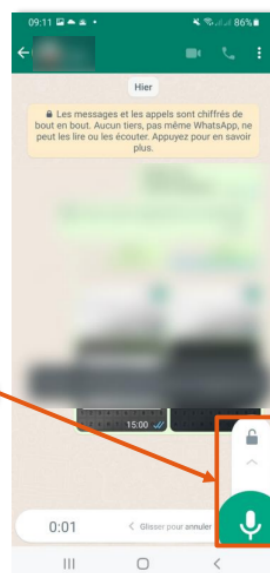 09:11
86%
Hier
Les messages et les appels sont chiffrés de
bout en bout. Aucun tiers, pas même WhatsApp, ne
peut les lire ou les écouter. Appuyez pour en savoir
plus.
15:00
0:01
< Glisser pour annuler